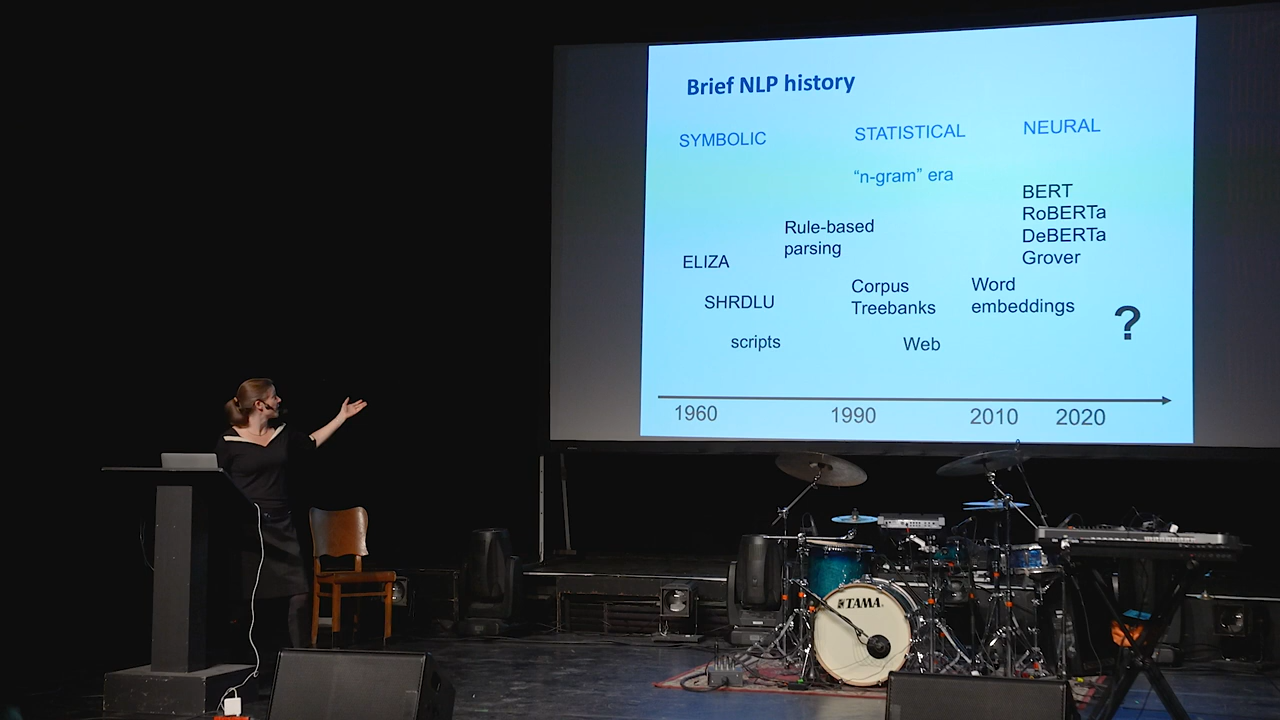 Brief NLP history
SYMBOLIC
STATISTICAL
NEURAL
“n-gram” era
BERT
RoBERTa
DeBERTa
Grover
Rule-based
parsing
ELIZA
SHRDLU
scripts
Corpus
Treebanks
Web
Word
embeddings
?
1960
1990
2010
2020
TAMA